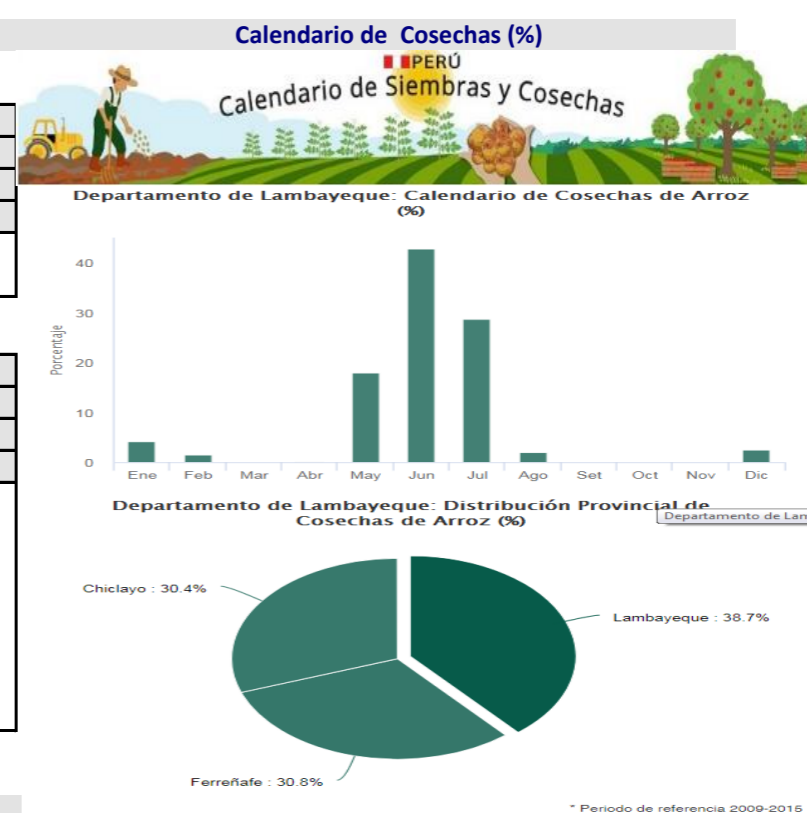 Calendario de  Cosechas (%)
PERÚ
Calendario de Siembras y Cosechas
Departamento de Lambayeque: Calendario de Cosechas de Arroz
(%)
Porcentaje
40
30
20
10
0
Ene Feb Mar Abr May Jun Jul Ago Set Oct Nov Dic
Departamento de Lambayeque: Distribución Provincial de
Cosechas de Arroz (%)
Departamento de Lam
Chiclayo : 30.4%
Lambayeque : 38.7%
Ferreñafe : 30.8%
* Periodo de referencia 2009-2015